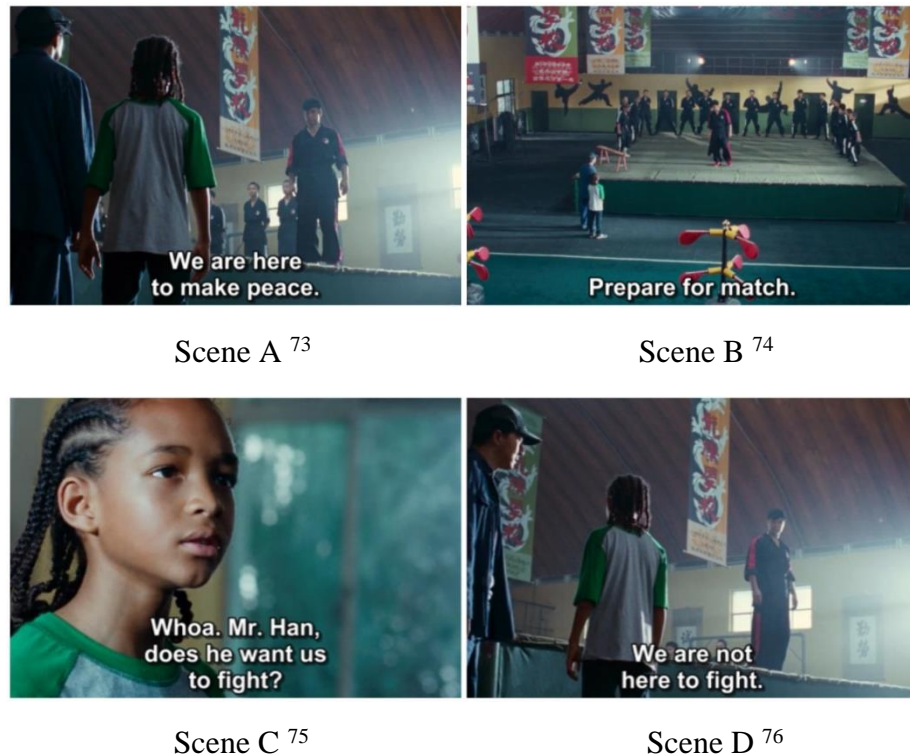 We are here
to make peace.
Prepare for match.
Scene A 73
Scene B 74
Whoa. Mr. Han,
does he want us
to fight?
We are not
here to fight.
Scene C 75
Scene D 76